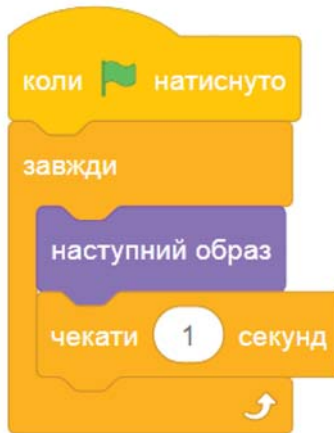 коли натиснуто
завжди
наступний образ
чекати 1 секунд